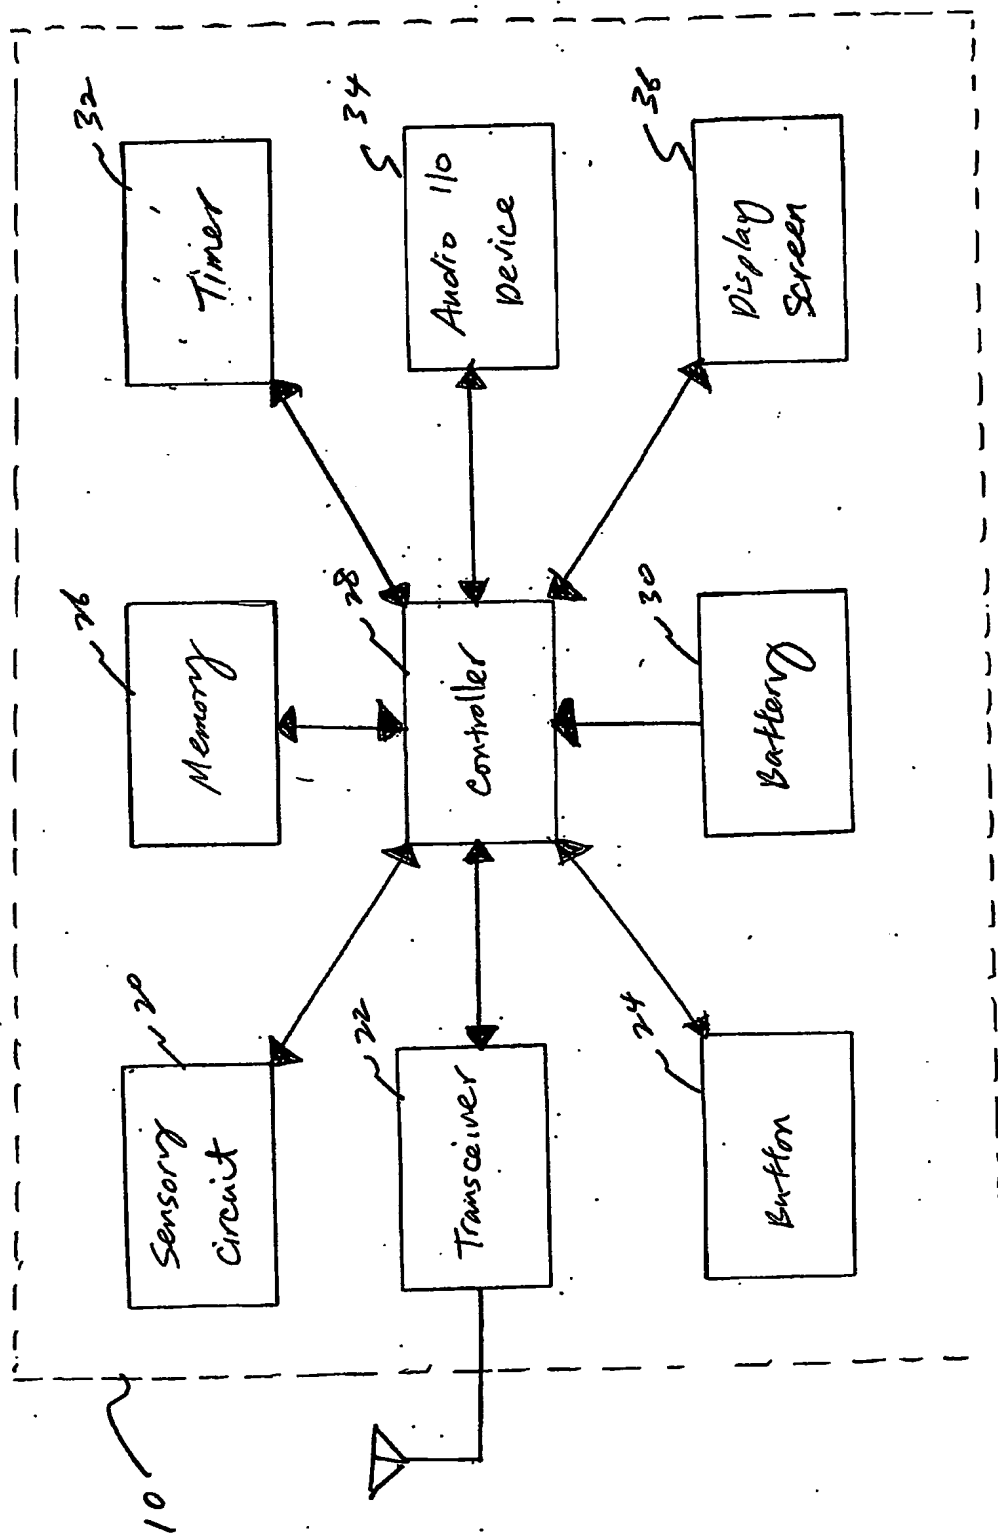 10
20
Sensory
circuit
26
Memory
32
Timer
22
Transceiver
28
controller
34
Audio I/O
Device
24
Button
30
Battery
36
Display
Screen